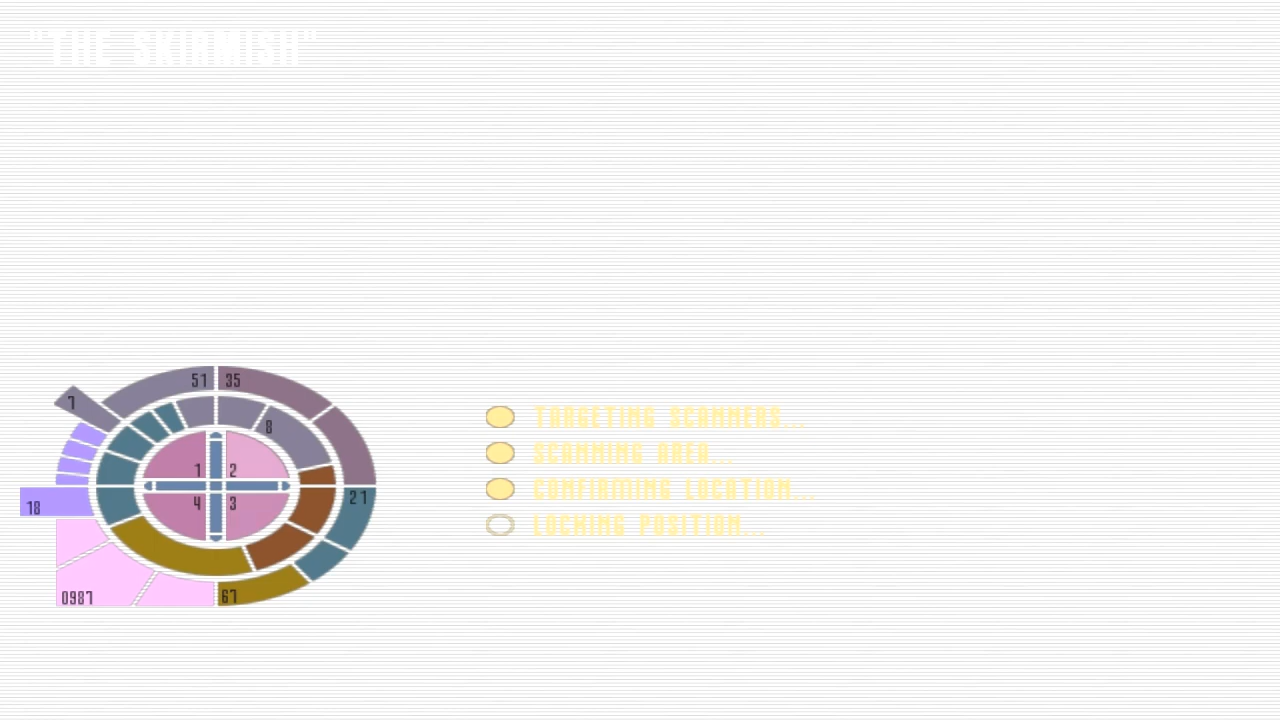 "THE SKIRMISH"
51 35
7
8
1 2
4 3
21
18
0987
67
TARGETING SCANNERS...
SCANNING AREA...
CONFIRMING LOCATION...
LOCKING POSITION...